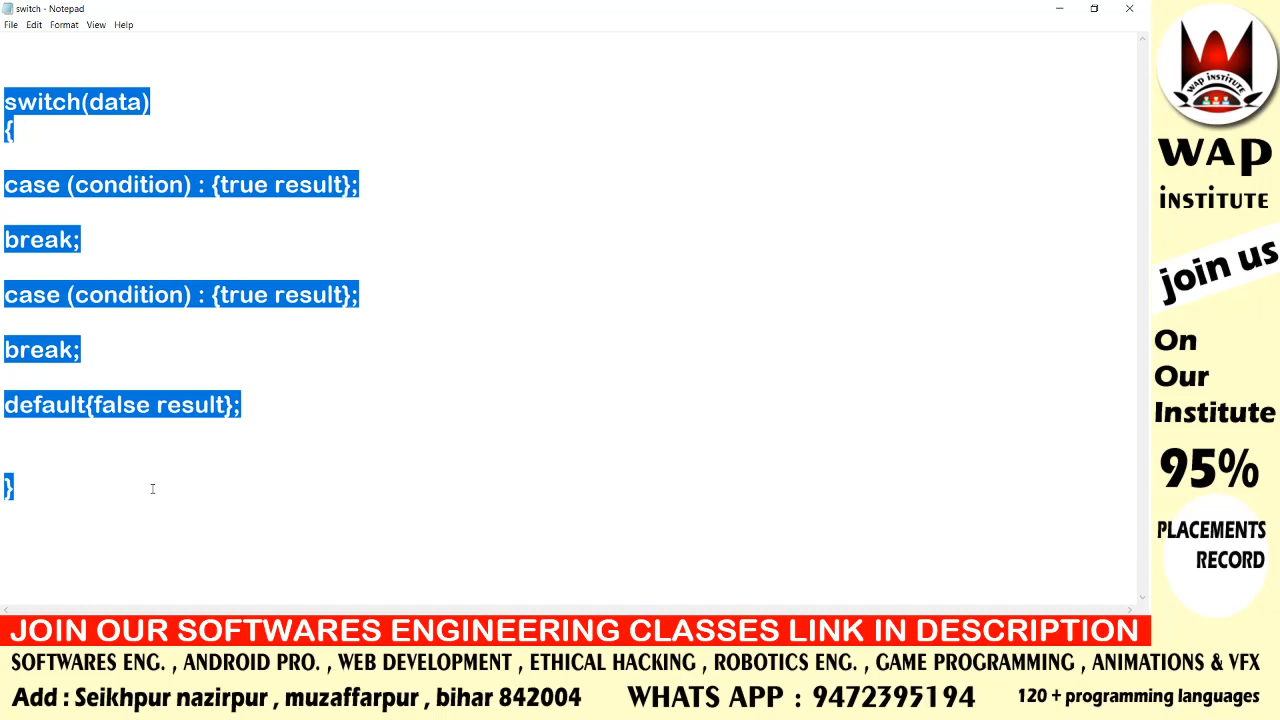 switch - Notepad
File Edit Format View Help
switch(data)
{
case (condition) : {true result};
break;
case (condition) : {true result};
break;
default{false result};
}
wap institute
WAP
institute
join us
On
Our
Institute
95%
PLACEMENTS
RECORD
JOIN OUR SOFTWARES ENGINEERING CLASSES LINK IN DESCRIPTION
SOFTWARES ENG. , ANDROID PRO. , WEB DEVELOPMENT , ETHICAL HACKING , ROBOTICS ENG. , GAME PROGRAMMING , ANIMATIONS & VFX
Add : Seikhpur nazirpur , muzaffarpur , bihar 842004 WHATS APP : 9472395194 120 + programming languages